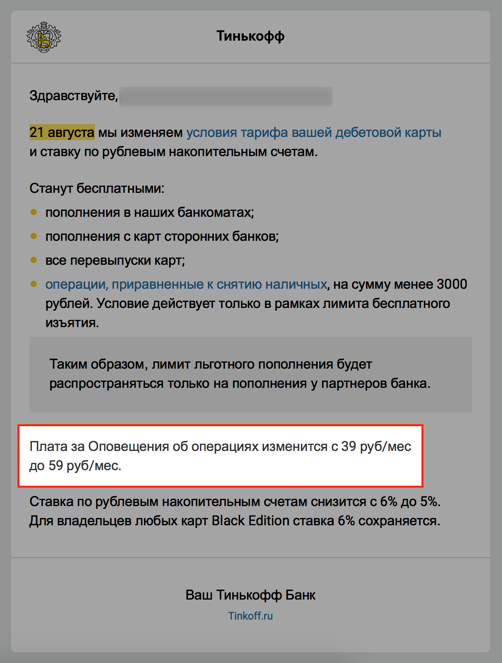 Тинькофф
Здравствуйте,
21 августа мы изменяем условия тарифа вашей дебетовой карты
и ставку по рублевым накопительным счетам.
Станут бесплатными:
пополнения в наших банкоматах;
пополнения с карт сторонних банков;
все перевыпуски карт;
операции, приравненные к снятию наличных, на сумму менее 3000
рублей. Условие действует только в рамках лимита бесплатного
изъятия.
Таким образом, лимит льготного пополнения будет
распространяться только на пополнения у партнеров банка.
Плата за Оповещения об операциях изменится с 39 руб/мес
до 59 руб/мес.
Ставка по рублевым накопительным счетам снизится с 6% до 5%.
Для владельцев любых карт Black Edition ставка 6% сохраняется.
Ваш Тинькофф Банк
Tinkoff.ru